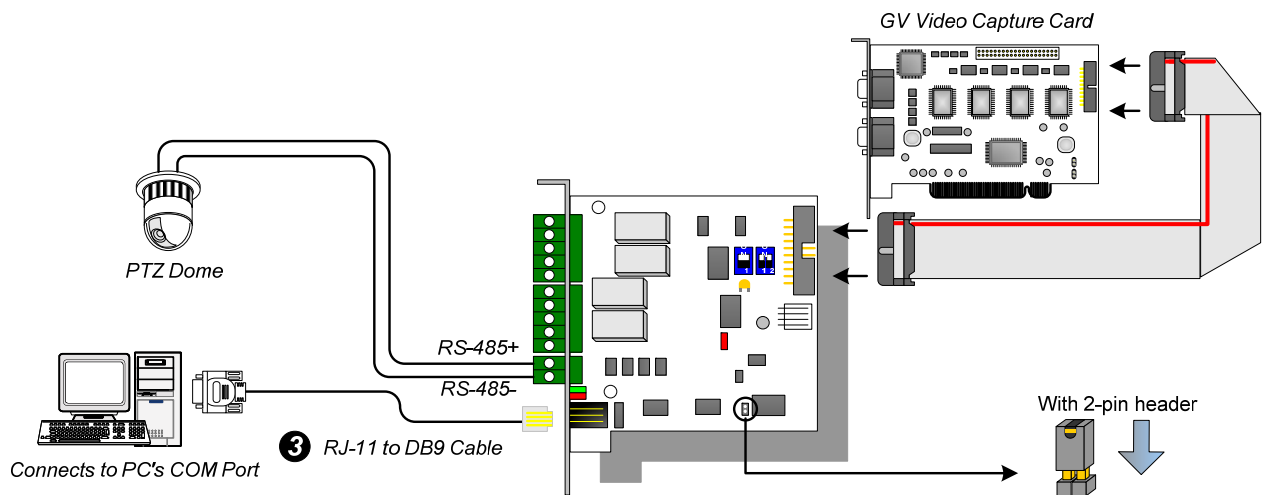 GV Video Capture Card
PTZ Dome
RS-485+
RS-485-
With 2-pin header
3 RJ-11 to DB9 Cable
Connects to PC's COM Port